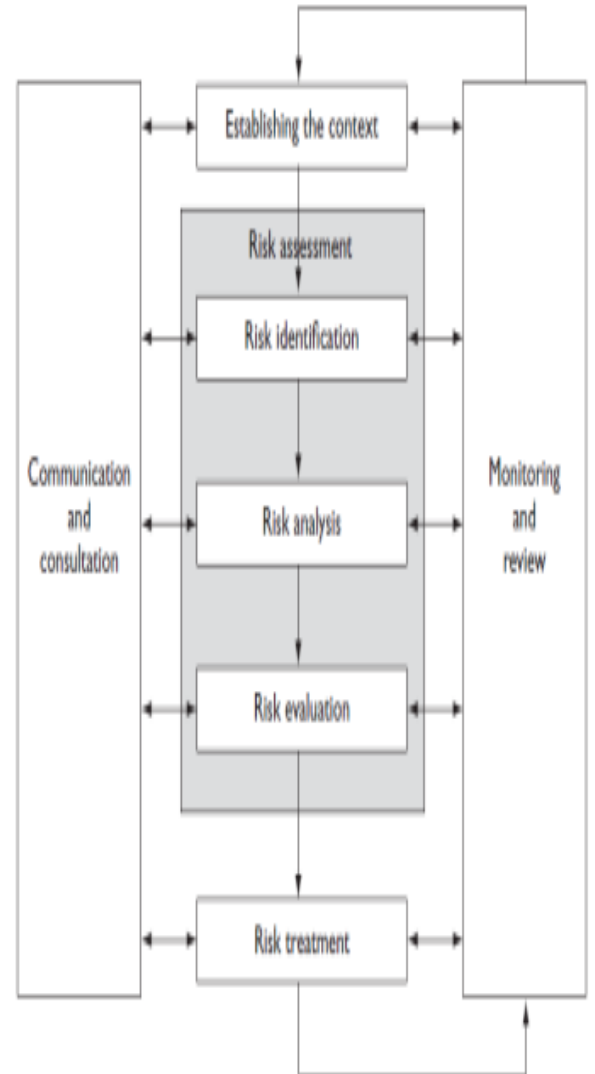 Establishing the context
Risk assessment
Risk identification
Communication
and
consultation
Risk analysis
Monitoring
and
review
Risk evaluation
Risk treatment